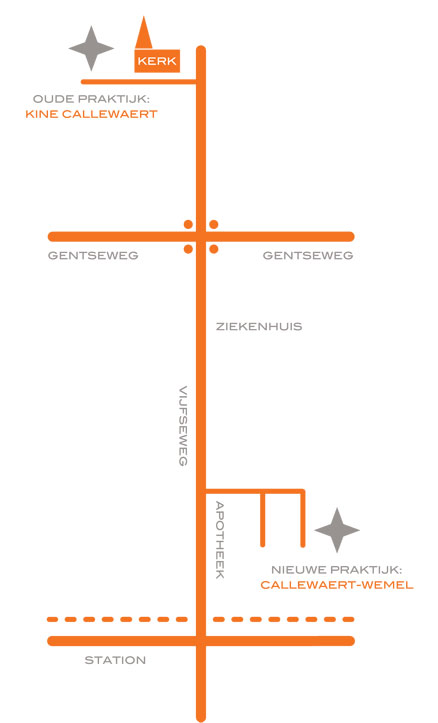 KERK
OUDE PRAKTIJK:
KINE CALLEWAERT
GENTSEWEG
GENTSEWEG
ZIEKENHUIS
VIJFSEWEG
APOTHEEK
NIEUWE PRAKTIJK:
CALLEWAERT-WEMEL
STATION